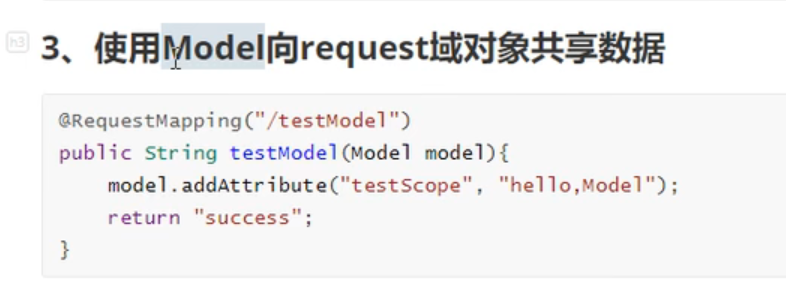 h3
3、使用Model向request域对象共享数据
@RequestMapping("/testModel")
public String testModel(Model model){
    model.addAttribute("testScope", "hello,Model");
    return "success";
}